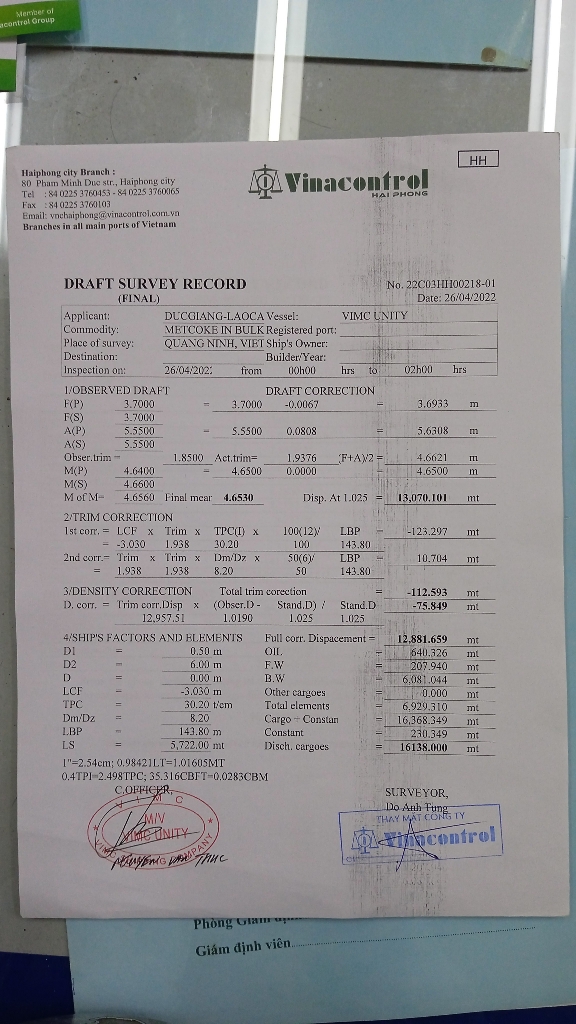 Member of
acontrol Group
Haiphong city Branch :
80 Pham Minh Duc str., Haiphong city
Tel : 84 0225 3760453 - 84 0225 3760065
Fax : 84 0225 3760103
Email: vnchaiphong@vinacontrol.com.vn
Branches in all main ports of Vietnam
Vinacontrol
HAI PHONG
HH
DRAFT SURVEY RECORD
(FINAL)
No. 22C03HH00218-01
Date: 26/04/2022
Applicant: DUCGIANG-LAOCA Vessel: VIMC UNITY
Commodity: METCOKE IN BULK Registered port:
Place of survey: QUANG NINH, VIET Ship's Owner:
Destination: Builder/Year:
Inspection on: 26/04/202 from 00h00 hrs to 02h00 hrs
1/OBSERVED DRAFT DRAFT CORRECTION
F(P) 3.7000 = 3.7000 -0.0067 = 3.6933 m
F(S) 3.7000
A(P) 5.5500 = 5.5500 0.0808 = 5.6308 m
A(S) 5.5500
Obser.trim = 1.8500 Act.trim= 1.9376 (F+A)/2 = 4.6621 m
M(P) 4.6400 = 4.6500 0.0000 = 4.6500 m
M(S) 4.6600
M of M= 4.6560 Final mear 4.6530 Disp. At 1.025 = 13,070.101 mt
2/TRIM CORRECTION
1st corr. = LCF x Trim x TPC(I) x 100(12)/ LBP = -123.297 mt
= -3.030 1.938 30.20 100 143.80
2nd corr.= Trim x Trim x Dm/Dz x 50(6)/ LBP = 10.704 mt
= 1.938 1.938 8.20 50 143.80
3/DENSITY CORRECTION Total trim corection = -112.593 mt
D. corr. = Trim corr.Disp x (Obser.D - Stand.D) / Stand.D = -75.849 mt
12,957.51 1.0190 1.025 1.025
4/SHIP'S FACTORS AND ELEMENTS Full corr. Dispacement = 12,881.659 mt
D1 = 0.50 m OIL = 640.326 mt
D2 = 6.00 m F.W = 207.940 mt
D = 0.00 m B.W = 6,081.044 mt
LCF = -3.030 m Other cargoes = 0.000 mt
TPC = 30.20 t/cm Total elements = 6,929.310 mt
Dm/Dz = 8.20 Cargo + Constan = 16,368.349 mt
LBP = 143.80 m Constant = 230.349 mt
LS = 5,722.00 mt Disch. cargoes = 16138.000 mt
1"=2.54cm; 0.98421LT=1.01605MT
0.4TPI=2.498TPC; 35.316CBFT=0.0283CBM
C.OFFICER,
SURVEYOR,
Do Anh Tung
VIMC
M/V
VIMC UNITY
THAY MẶT CÔNG TY
Vinacontrol
Phòng Giám định
Giám định viên